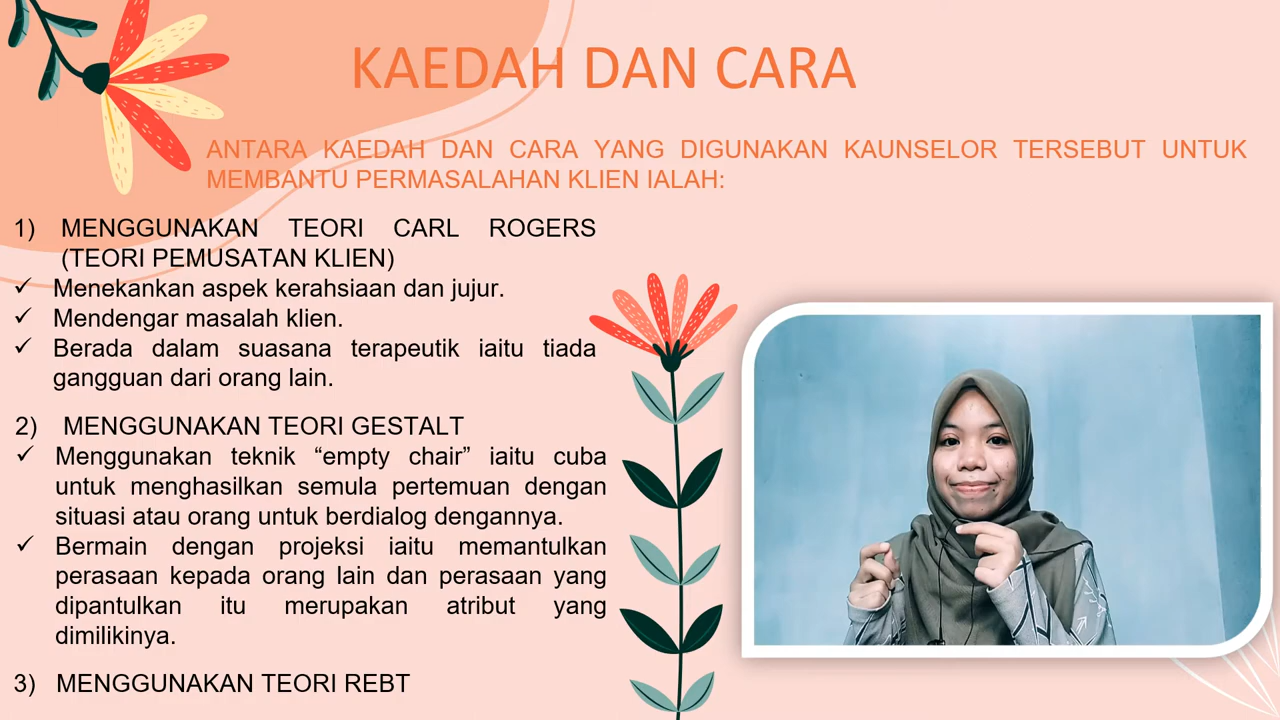 KAEDAH DAN CARA
ANTARA KAEDAH DAN CARA YANG DIGUNAKAN KAUNSELOR TERSEBUT UNTUK
MEMBANTU PERMASALAHAN KLIEN IALAH:
1) MENGGUNAKAN TEORI CARL ROGERS
(TEORI PEMUSATAN KLIEN)
✓ Menekankan aspek kerahsiaan dan jujur.
✓ Mendengar masalah klien.
✓ Berada dalam suasana terapeutik iaitu tiada
gangguan dari orang lain.
2) MENGGUNAKAN TEORI GESTALT
✓ Menggunakan teknik “empty chair” iaitu cuba
untuk menghasilkan semula pertemuan dengan
situasi atau orang untuk berdialog dengannya.
✓ Bermain dengan projeksi iaitu memantulkan
perasaan kepada orang lain dan perasaan yang
dipantulkan itu merupakan atribut yang
dimilikinya.
3) MENGGUNAKAN TEORI REBT